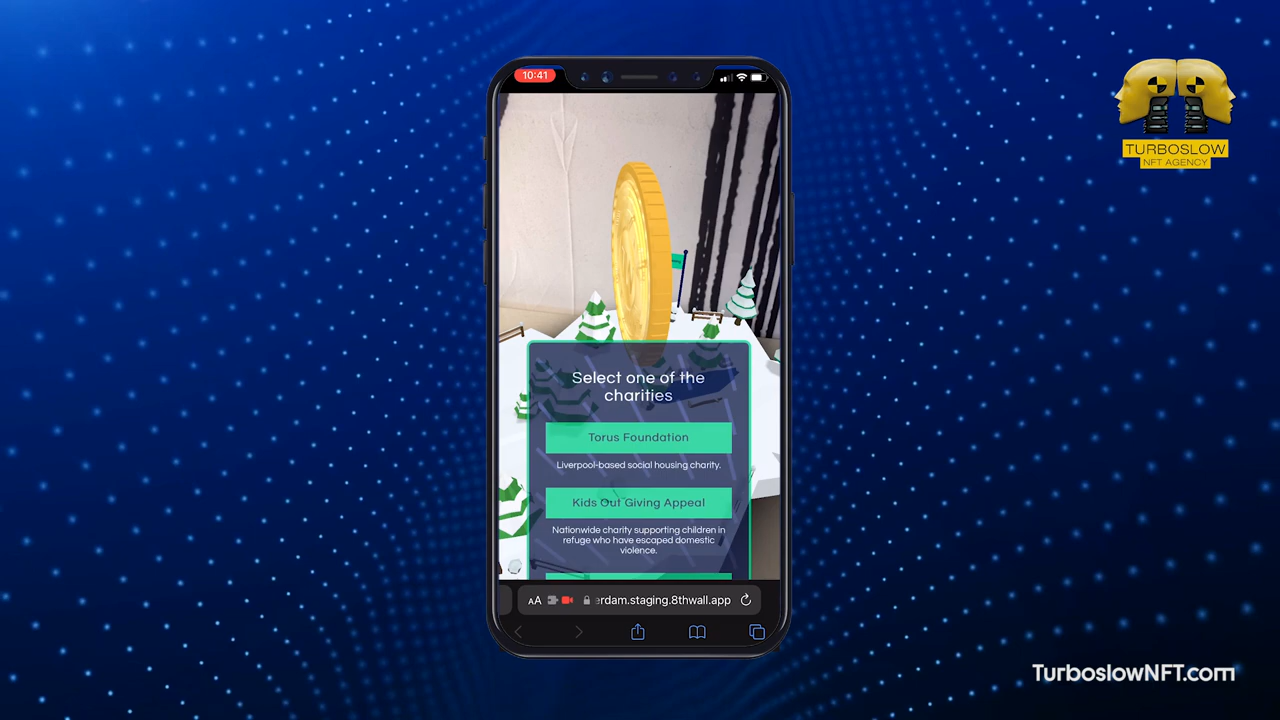 10:41
TURBOSLOW
NFT AGENCY
Select one of the
charities
Torus Foundation
Liverpool-based social housing charity.
Kids Out Giving Appeal
Nationwide charity supporting children in
refuge who have escaped domestic
violence.
AA
erdam.staging.8thwall.app
TurboslowNFT.com